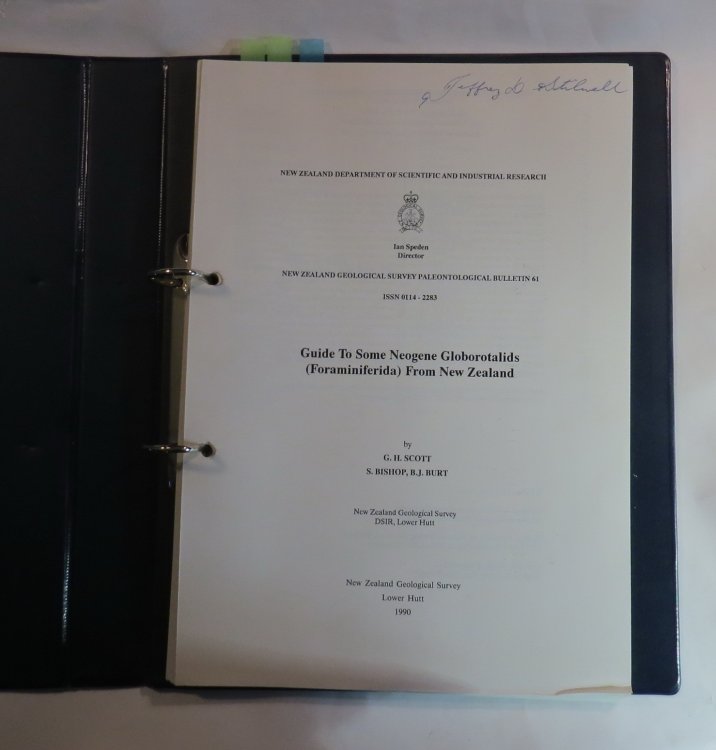 Jeffrey D Stilwell
NEW ZEALAND DEPARTMENT OF SCIENTIFIC AND INDUSTRIAL RESEARCH
Ian Speden
Director
NEW ZEALAND GEOLOGICAL SURVEY PALEONTOLOGICAL BULLETIN 61
ISSN 0114 - 2283
Guide To Some Neogene Globorotalids
(Foraminiferida) From New Zealand
by
G. H. SCOTT
S. BISHOP, B.J. BURT
New Zealand Geological Survey
DSIR, Lower Hutt
New Zealand Geological Survey
Lower Hutt
1990